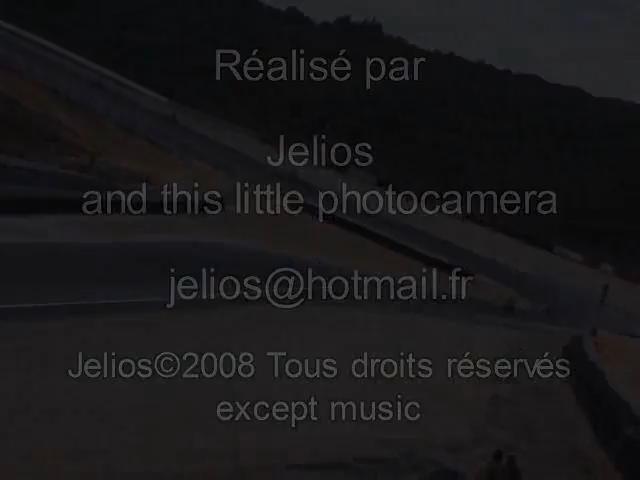 Réalisé par
Jelios
and this little photocamera
jelios@hotmail.fr
Jelios©2008 Tous droits réservés
except music